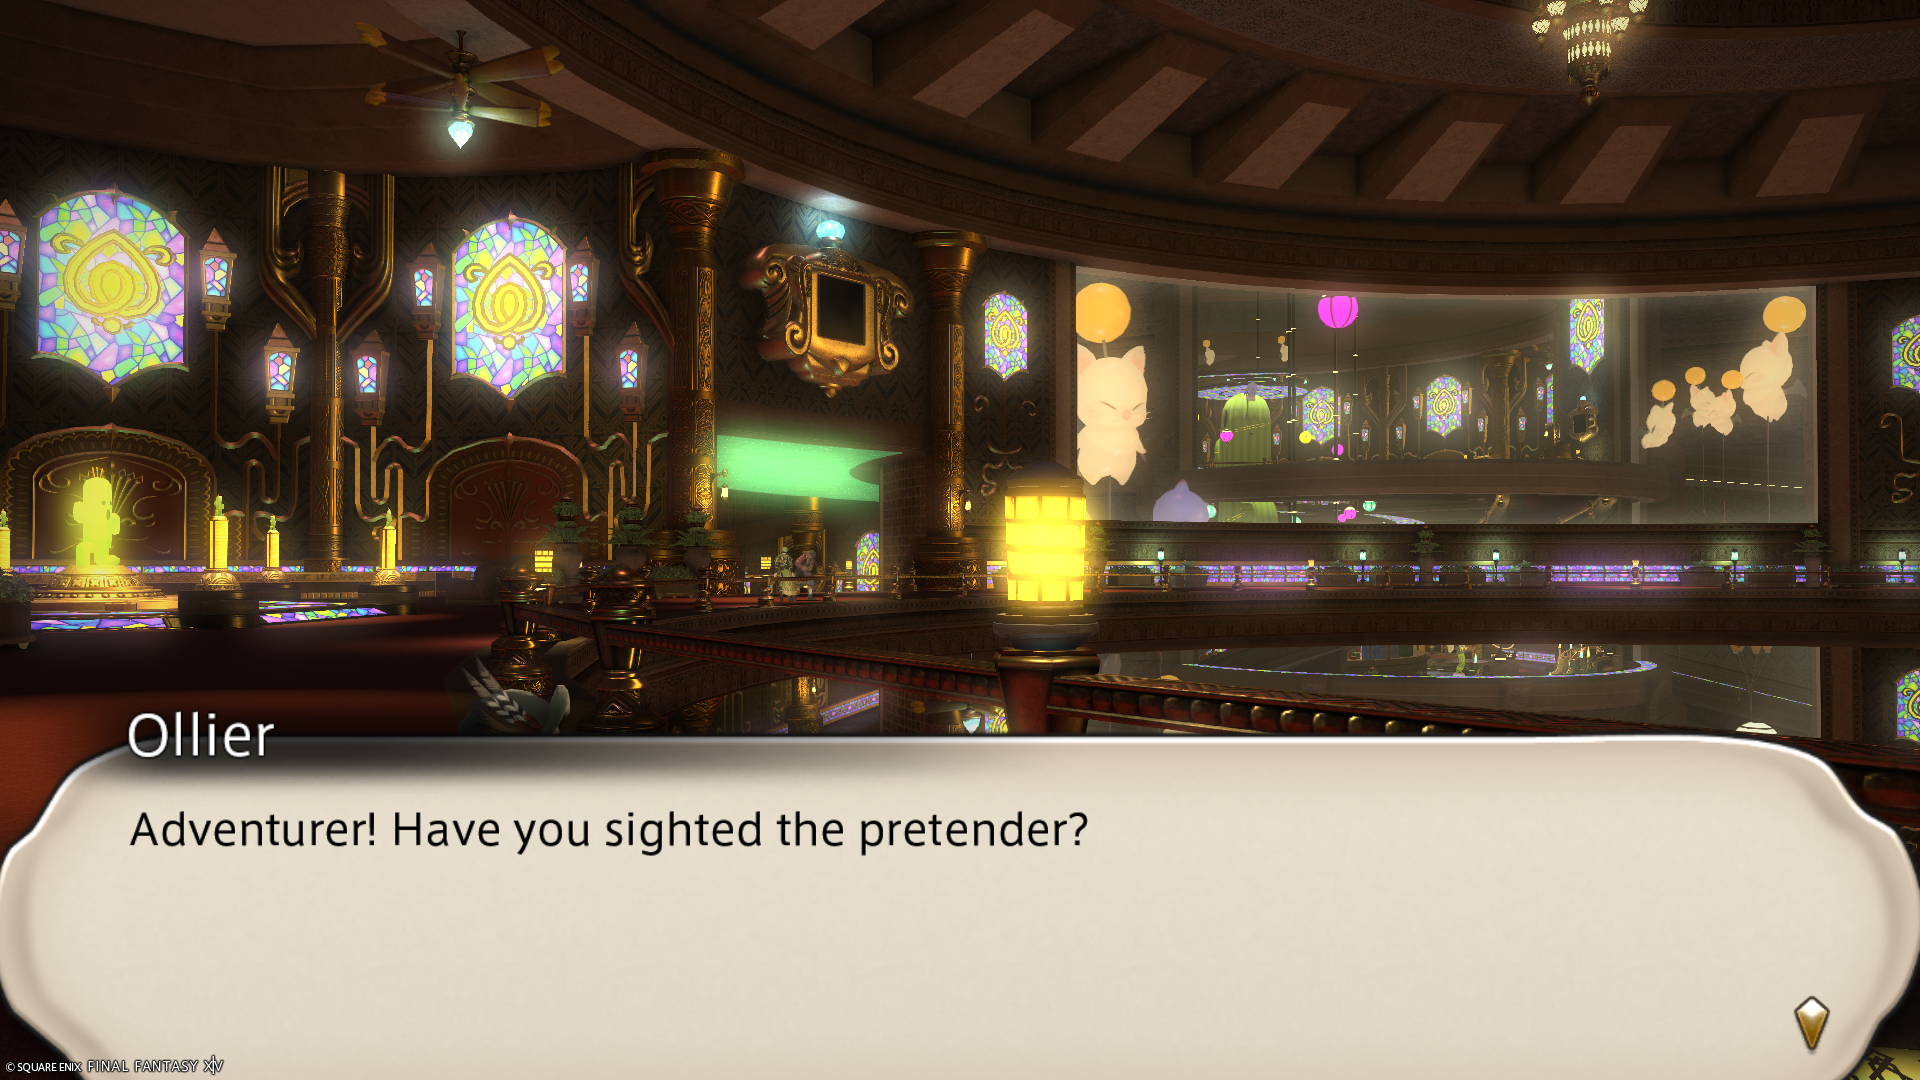 Ollier
Adventurer! Have you sighted the pretender?
© SQUARE ENIX FINAL FANTASY XIV